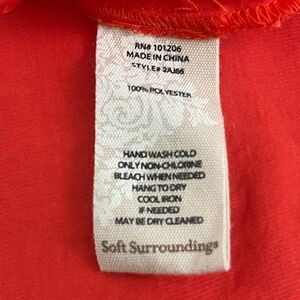 RN# 101206
MADE IN CHINA
STYLE# 2AJ66
100% POLYESTER
HAND WASH COLD
ONLY NON-CHLORINE
BLEACH WHEN NEEDED
HANG TO DRY
COOL IRON
IF NEEDED
MAY BE DRY CLEANED
Soft Surroundings